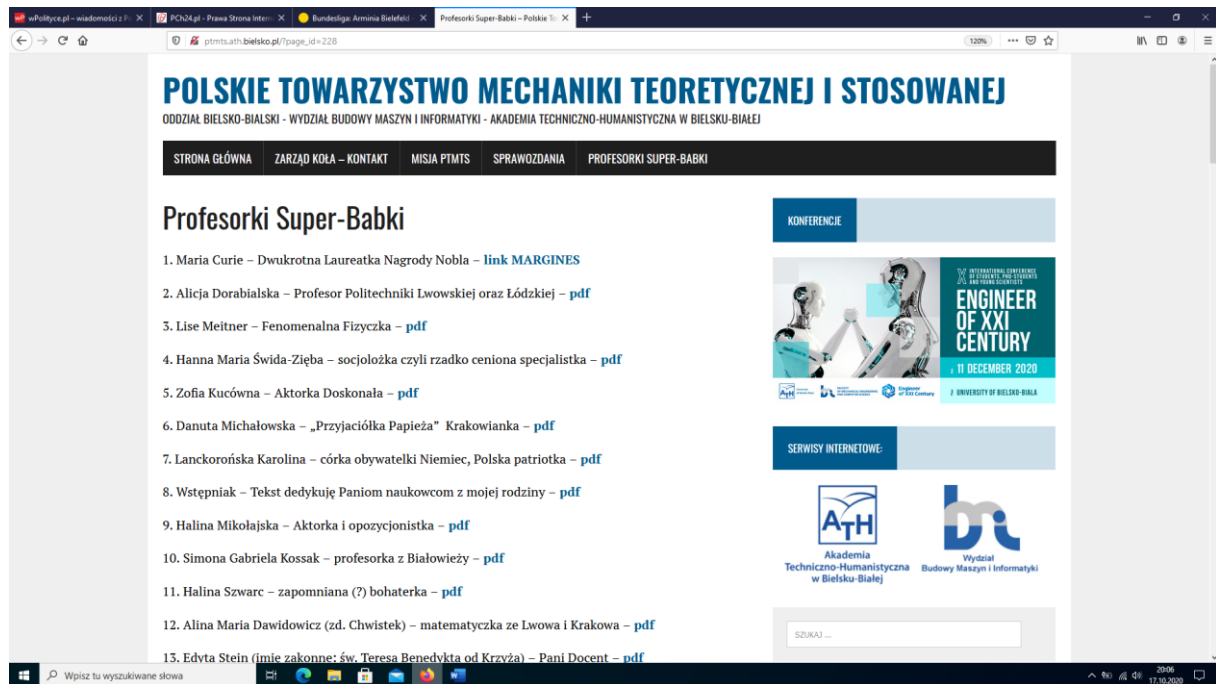 wPolityce.pl – wiadomości z P
PCh24.pl - Prawa Strona Intern
Bundesliga: Arminia Bielefeld -
Profesorki Super-Babki – Polskie To
ptmts.ath.bielsko.pl/?page_id=228
120%
POLSKIE TOWARZYSTWO MECHANIKI TEORETYCZNEJ I STOSOWANEJ
ODDZIAŁ BIELSKO-BIALSKI - WYDZIAŁ BUDOWY MASZYN I INFORMATYKI - AKADEMIA TECHNICZNO-HUMANISTYCZNA W BIELSKU-BIAŁEJ
STRONA GŁÓWNA ZARZĄD KOŁA – KONTAKT MISJA PTMTS SPRAWOZDANIA PROFESORKI SUPER-BABKI
Profesorki Super-Babki
1. Maria Curie – Dwukrotna Laureatka Nagrody Nobla – link MARGINES
2. Alicja Dorabialska – Profesor Politechniki Lwowskiej oraz Łódzkiej – pdf
3. Lise Meitner – Fenomenalna Fizyczka – pdf
4. Hanna Maria Świda-Zięba – socjolożka czyli rzadko ceniona specjalistka – pdf
5. Zofia Kucówna – Aktorka Doskonała – pdf
6. Danuta Michałowska – „Przyjaciółka Papieża” Krakowianka – pdf
7. Lanckorońska Karolina – córka obywatelki Niemiec, Polska patriotka – pdf
8. Wstępniak – Tekst dedykuję Paniom naukowcom z mojej rodziny – pdf
9. Halina Mikołajska – Aktorka i opozycjonistka – pdf
10. Simona Gabriela Kossak – profesorka z Białowieży – pdf
11. Halina Szwarc – zapomniana (?) bohaterka – pdf
12. Alina Maria Dawidowicz (zd. Chwistek) – matematyczka ze Lwowa i Krakowa – pdf
13. Edyta Stein (imię zakonne: św. Teresa Benedykta od Krzyża) – Pani Docent – pdf
KONFERENCJE
X INTERNATIONAL CONFERENCE
OF STUDENTS, PHD-STUDENTS
AND YOUNG SCIENTISTS
ENGINEER
OF XXI
CENTURY
11 DECEMBER 2020
UNIVERSITY OF BIELSKO-BIALA
ATH
Engineer
of XXI Century
SERWISY INTERNETOWE:
ATH
Akademia
Techniczno-Humanistyczna
w Bielsku-Białej
bmi
Wydział
Budowy Maszyn i Informatyki
SZUKAJ ...
Wpisz tu wyszukiwane słowa
20:06
17.10.2020